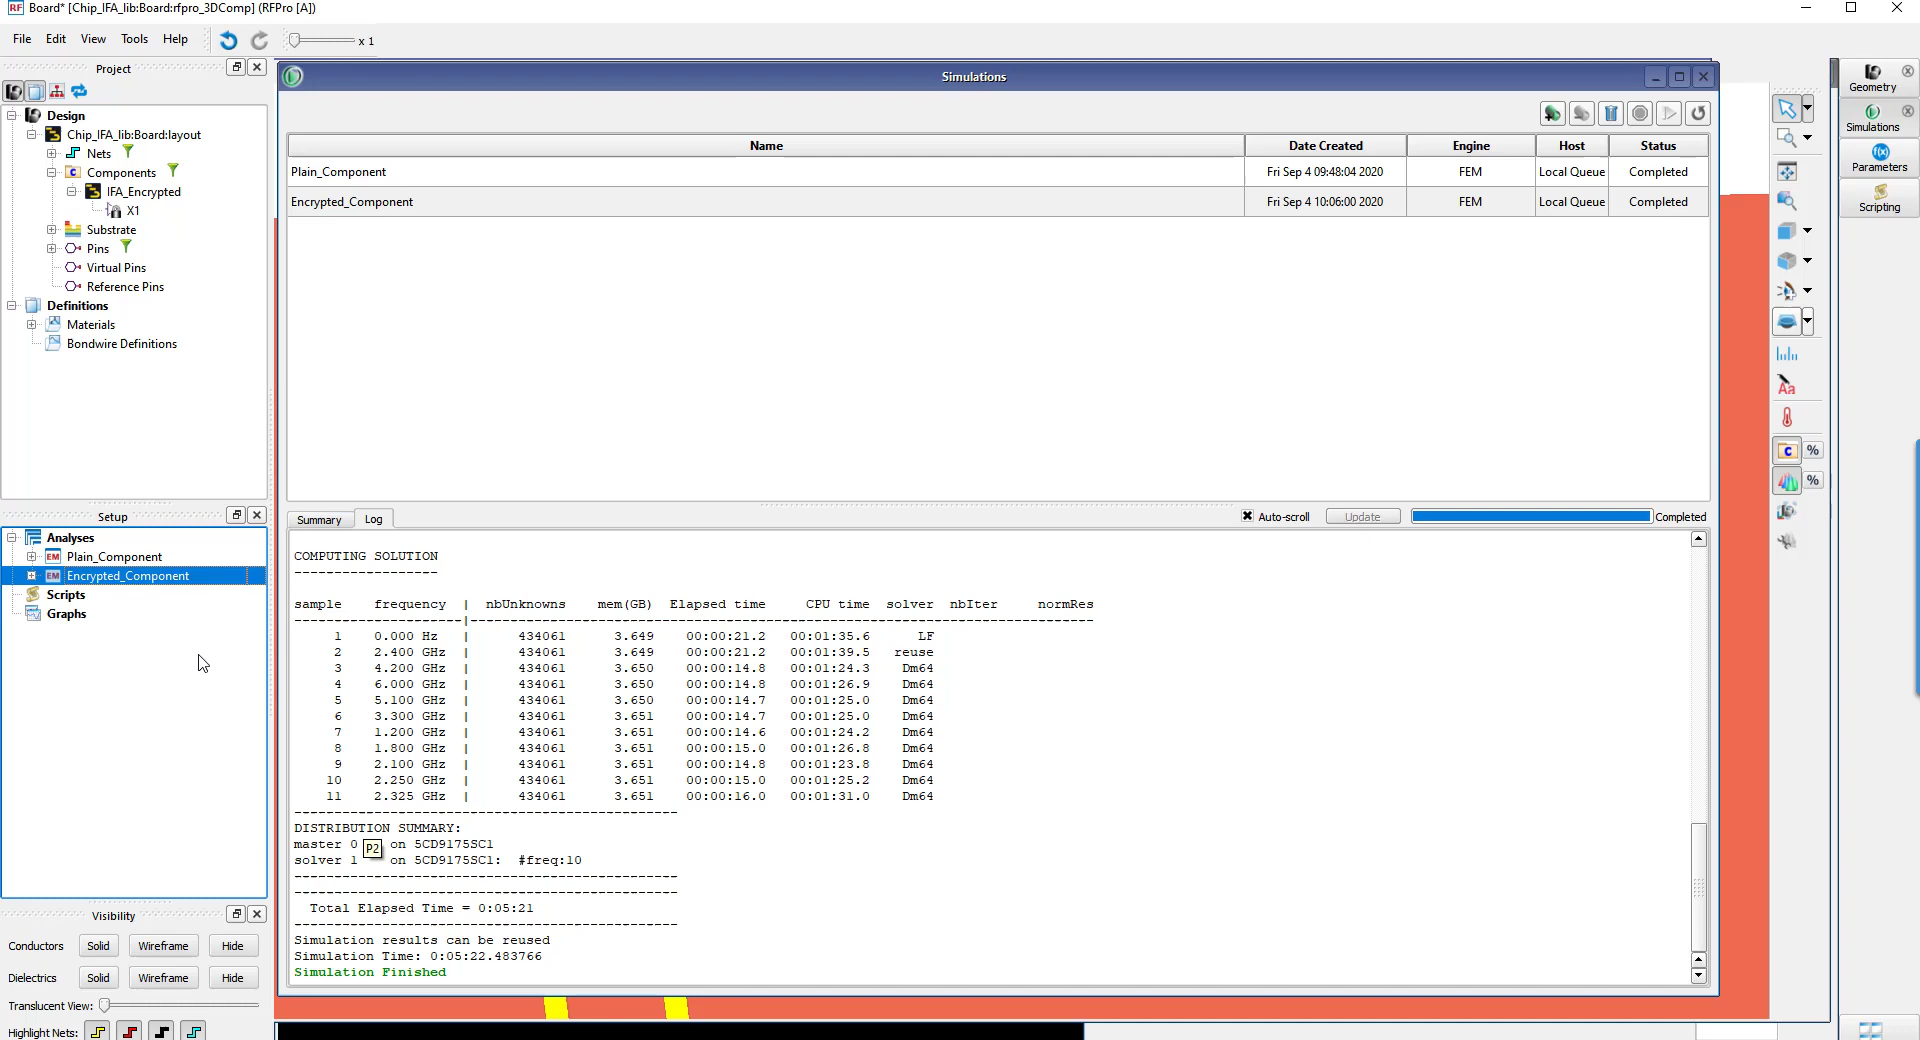 RF Board* [Chip_IFA_lib:Board:rfpro_3DComp] (RFPro [A])
File Edit View Tools Help x 1
Project
Design
Chip_IFA_lib:Board:layout
Nets
C Components
IFA_Encrypted
X1
Substrate
Pins
Virtual Pins
Reference Pins
Definitions
Materials
Bondwire Definitions
Setup
Analyses
EM Plain_Component
EM Encrypted_Component
Scripts
Graphs
Visibility
Conductors Solid Wireframe Hide
Dielectrics Solid Wireframe Hide
Translucent View:
Highlight Nets:
Simulations
Name Date Created Engine Host Status
Plain_Component Fri Sep 4 09:48:04 2020 FEM Local Queue Completed
Encrypted_Component Fri Sep 4 10:06:00 2020 FEM Local Queue Completed
Summary Log Auto-scroll Update Completed
COMPUTING SOLUTION
------------------
sample frequency | nbUnknowns mem(GB) Elapsed time CPU time solver nbIter normRes
1 0.000 Hz | 434061 3.649 00:00:21.2 00:01:35.6 LF
2 2.400 GHz | 434061 3.649 00:00:21.2 00:01:39.5 reuse
3 4.200 GHz | 434061 3.650 00:00:14.8 00:01:24.3 Dm64
4 6.000 GHz | 434061 3.650 00:00:14.8 00:01:26.9 Dm64
5 5.100 GHz | 434061 3.650 00:00:14.7 00:01:25.0 Dm64
6 3.300 GHz | 434061 3.651 00:00:14.7 00:01:25.0 Dm64
7 1.200 GHz | 434061 3.651 00:00:14.6 00:01:24.2 Dm64
8 1.800 GHz | 434061 3.651 00:00:15.0 00:01:26.8 Dm64
9 2.100 GHz | 434061 3.651 00:00:14.8 00:01:23.8 Dm64
10 2.250 GHz | 434061 3.651 00:00:15.0 00:01:25.2 Dm64
11 2.325 GHz | 434061 3.651 00:00:16.0 00:01:31.0 Dm64
DISTRIBUTION SUMMARY:
master 0 on 5CD9175SC1
P2
solver 1 on 5CD9175SC1: #freq:10
Total Elapsed Time = 0:05:21
Simulation results can be reused
Simulation Time: 0:05:22.483766
Simulation Finished
Aa
C %
%
Geometry
Simulations
f(x)
Parameters
Scripting